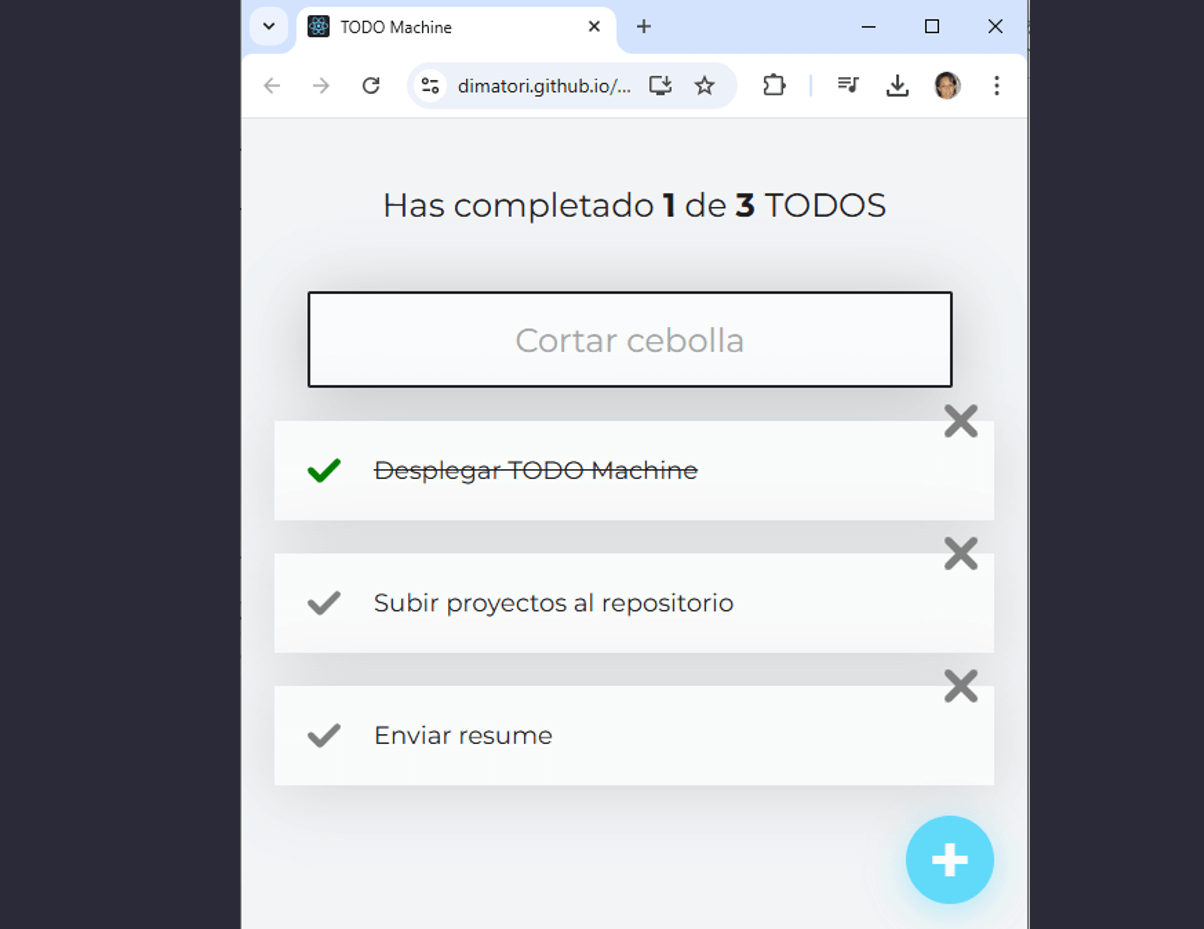 TODO Machine
dimatori.github.io/...
Has completado 1 de 3 TODOS
Cortar cebolla
Desplegar TODO Machine
Subir proyectos al repositorio
Enviar resume